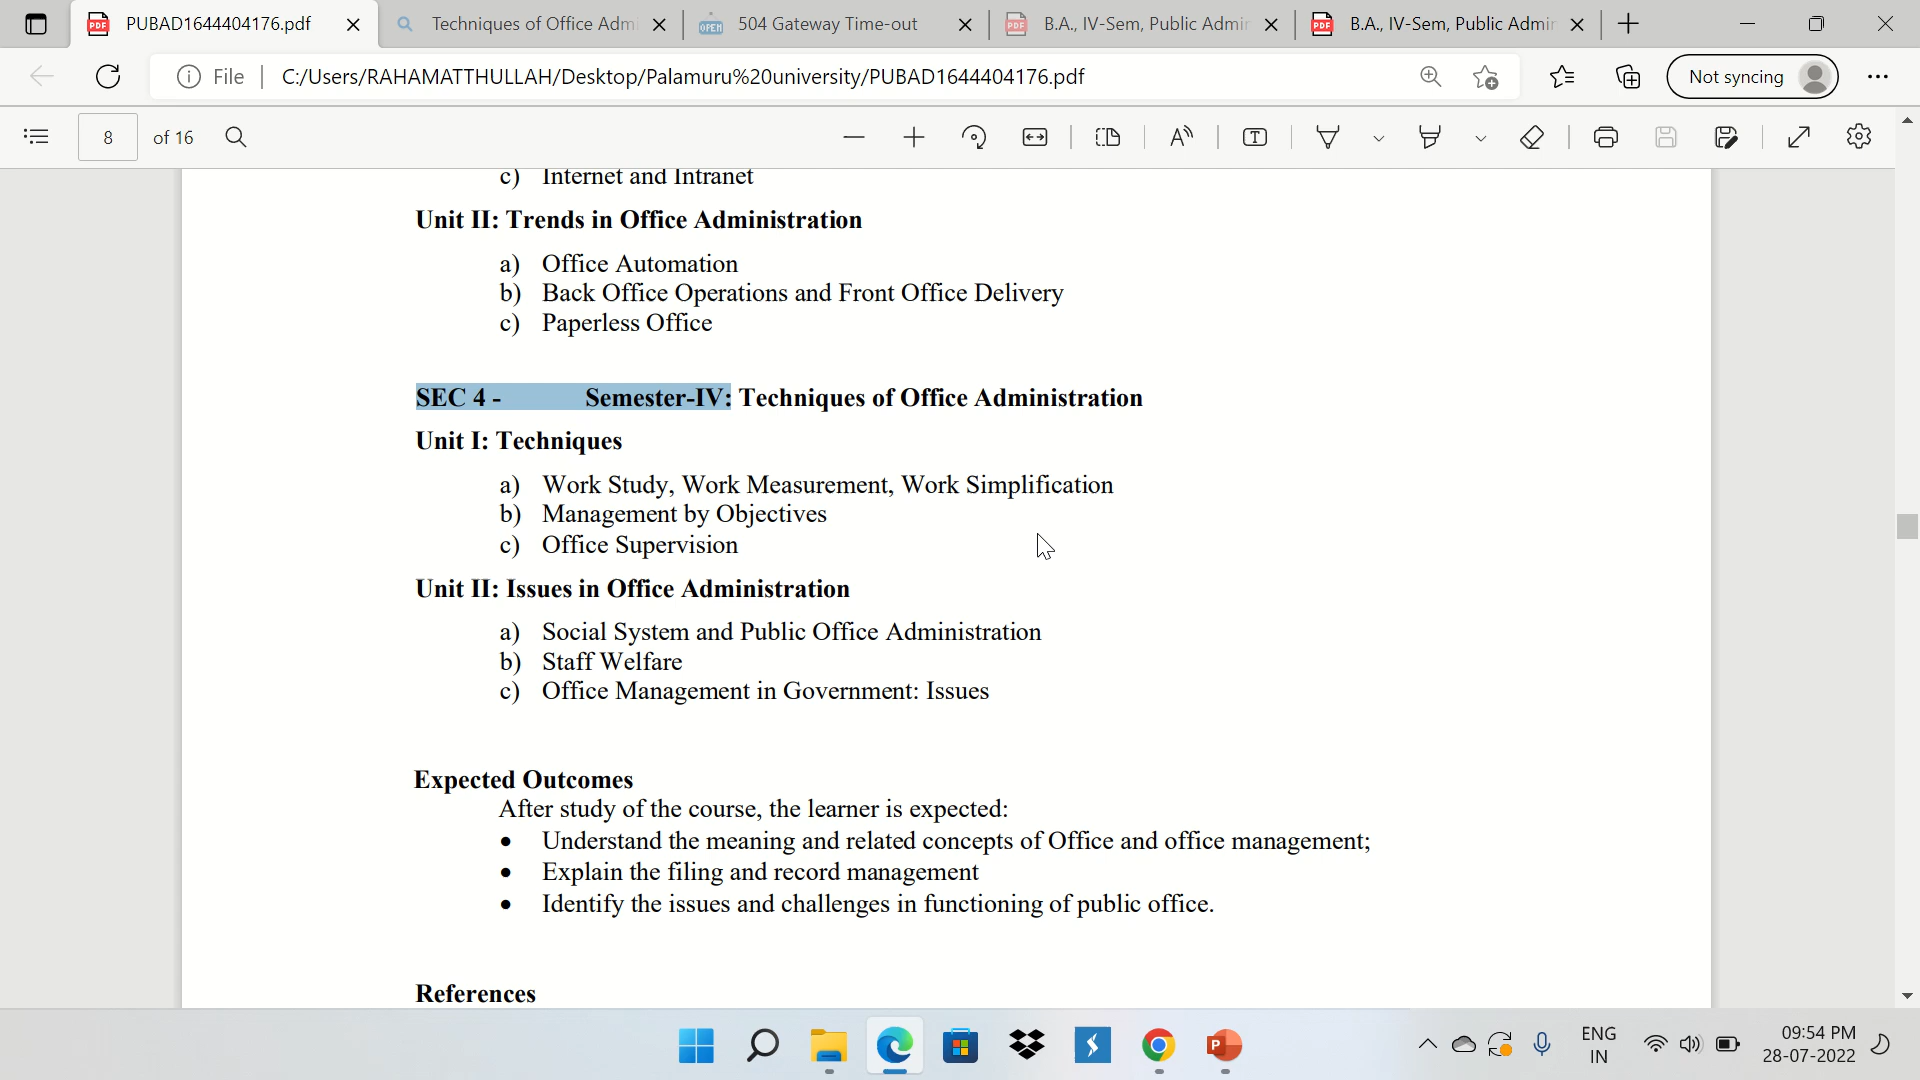 PUBAD1644404176.pdf
Techniques of Office Admi
504 Gateway Time-out
B.A., IV-Sem, Public Admir
B.A., IV-Sem, Public Admir
File
C:/Users/RAHAMATTHULLAH/Desktop/Palamuru%20university/PUBAD1644404176.pdf
Not syncing
8 of 16
c) Internet and Intranet
Unit II: Trends in Office Administration
a) Office Automation
b) Back Office Operations and Front Office Delivery
c) Paperless Office
SEC 4 - Semester-IV: Techniques of Office Administration
Unit I: Techniques
a) Work Study, Work Measurement, Work Simplification
b) Management by Objectives
c) Office Supervision
Unit II: Issues in Office Administration
a) Social System and Public Office Administration
b) Staff Welfare
c) Office Management in Government: Issues
Expected Outcomes
After study of the course, the learner is expected:
• Understand the meaning and related concepts of Office and office management;
• Explain the filing and record management
• Identify the issues and challenges in functioning of public office.
References
ENG
IN
09:54 PM
28-07-2022